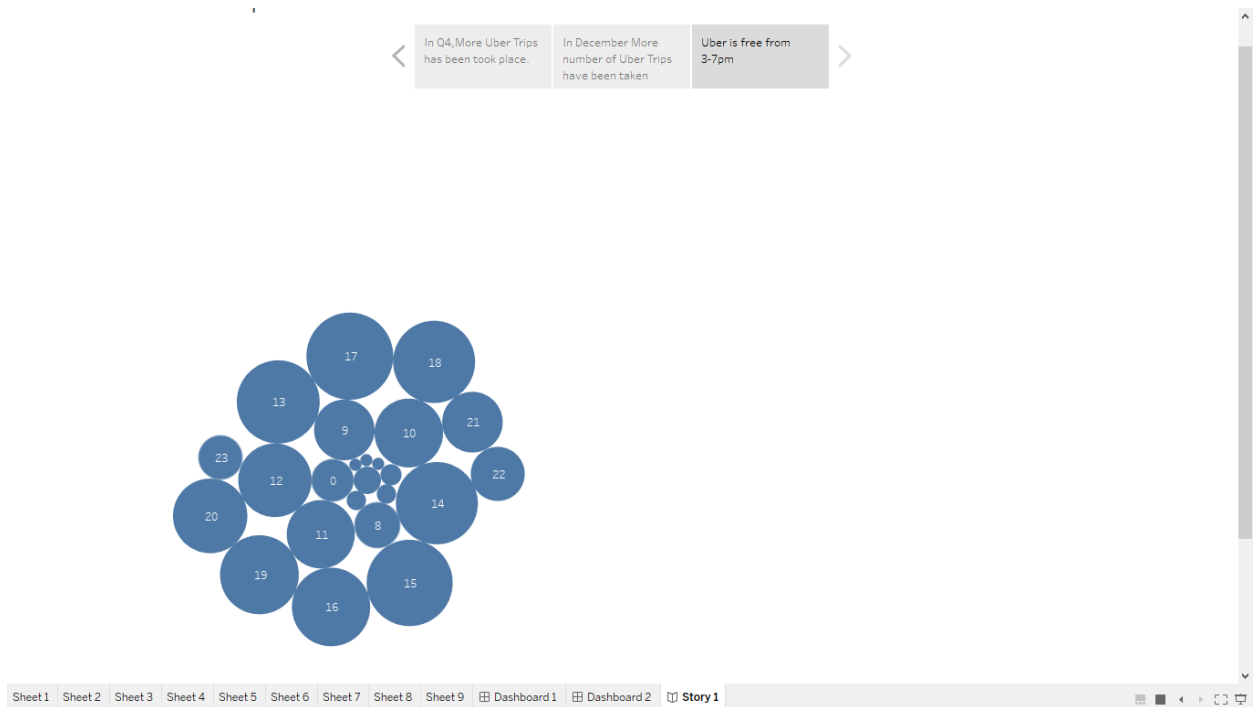 In Q4,More Uber Trips
has been took place.
In December More
number of Uber Trips
have been taken
Uber is free from
3-7pm
17
18
13
21
9
10
23
22
0
12
14
20
8
11
19
15
16
Sheet 1 Sheet 2 Sheet 3 Sheet 4 Sheet 5 Sheet 6 Sheet 7 Sheet 8 Sheet 9 Dashboard 1 Dashboard 2 Story 1